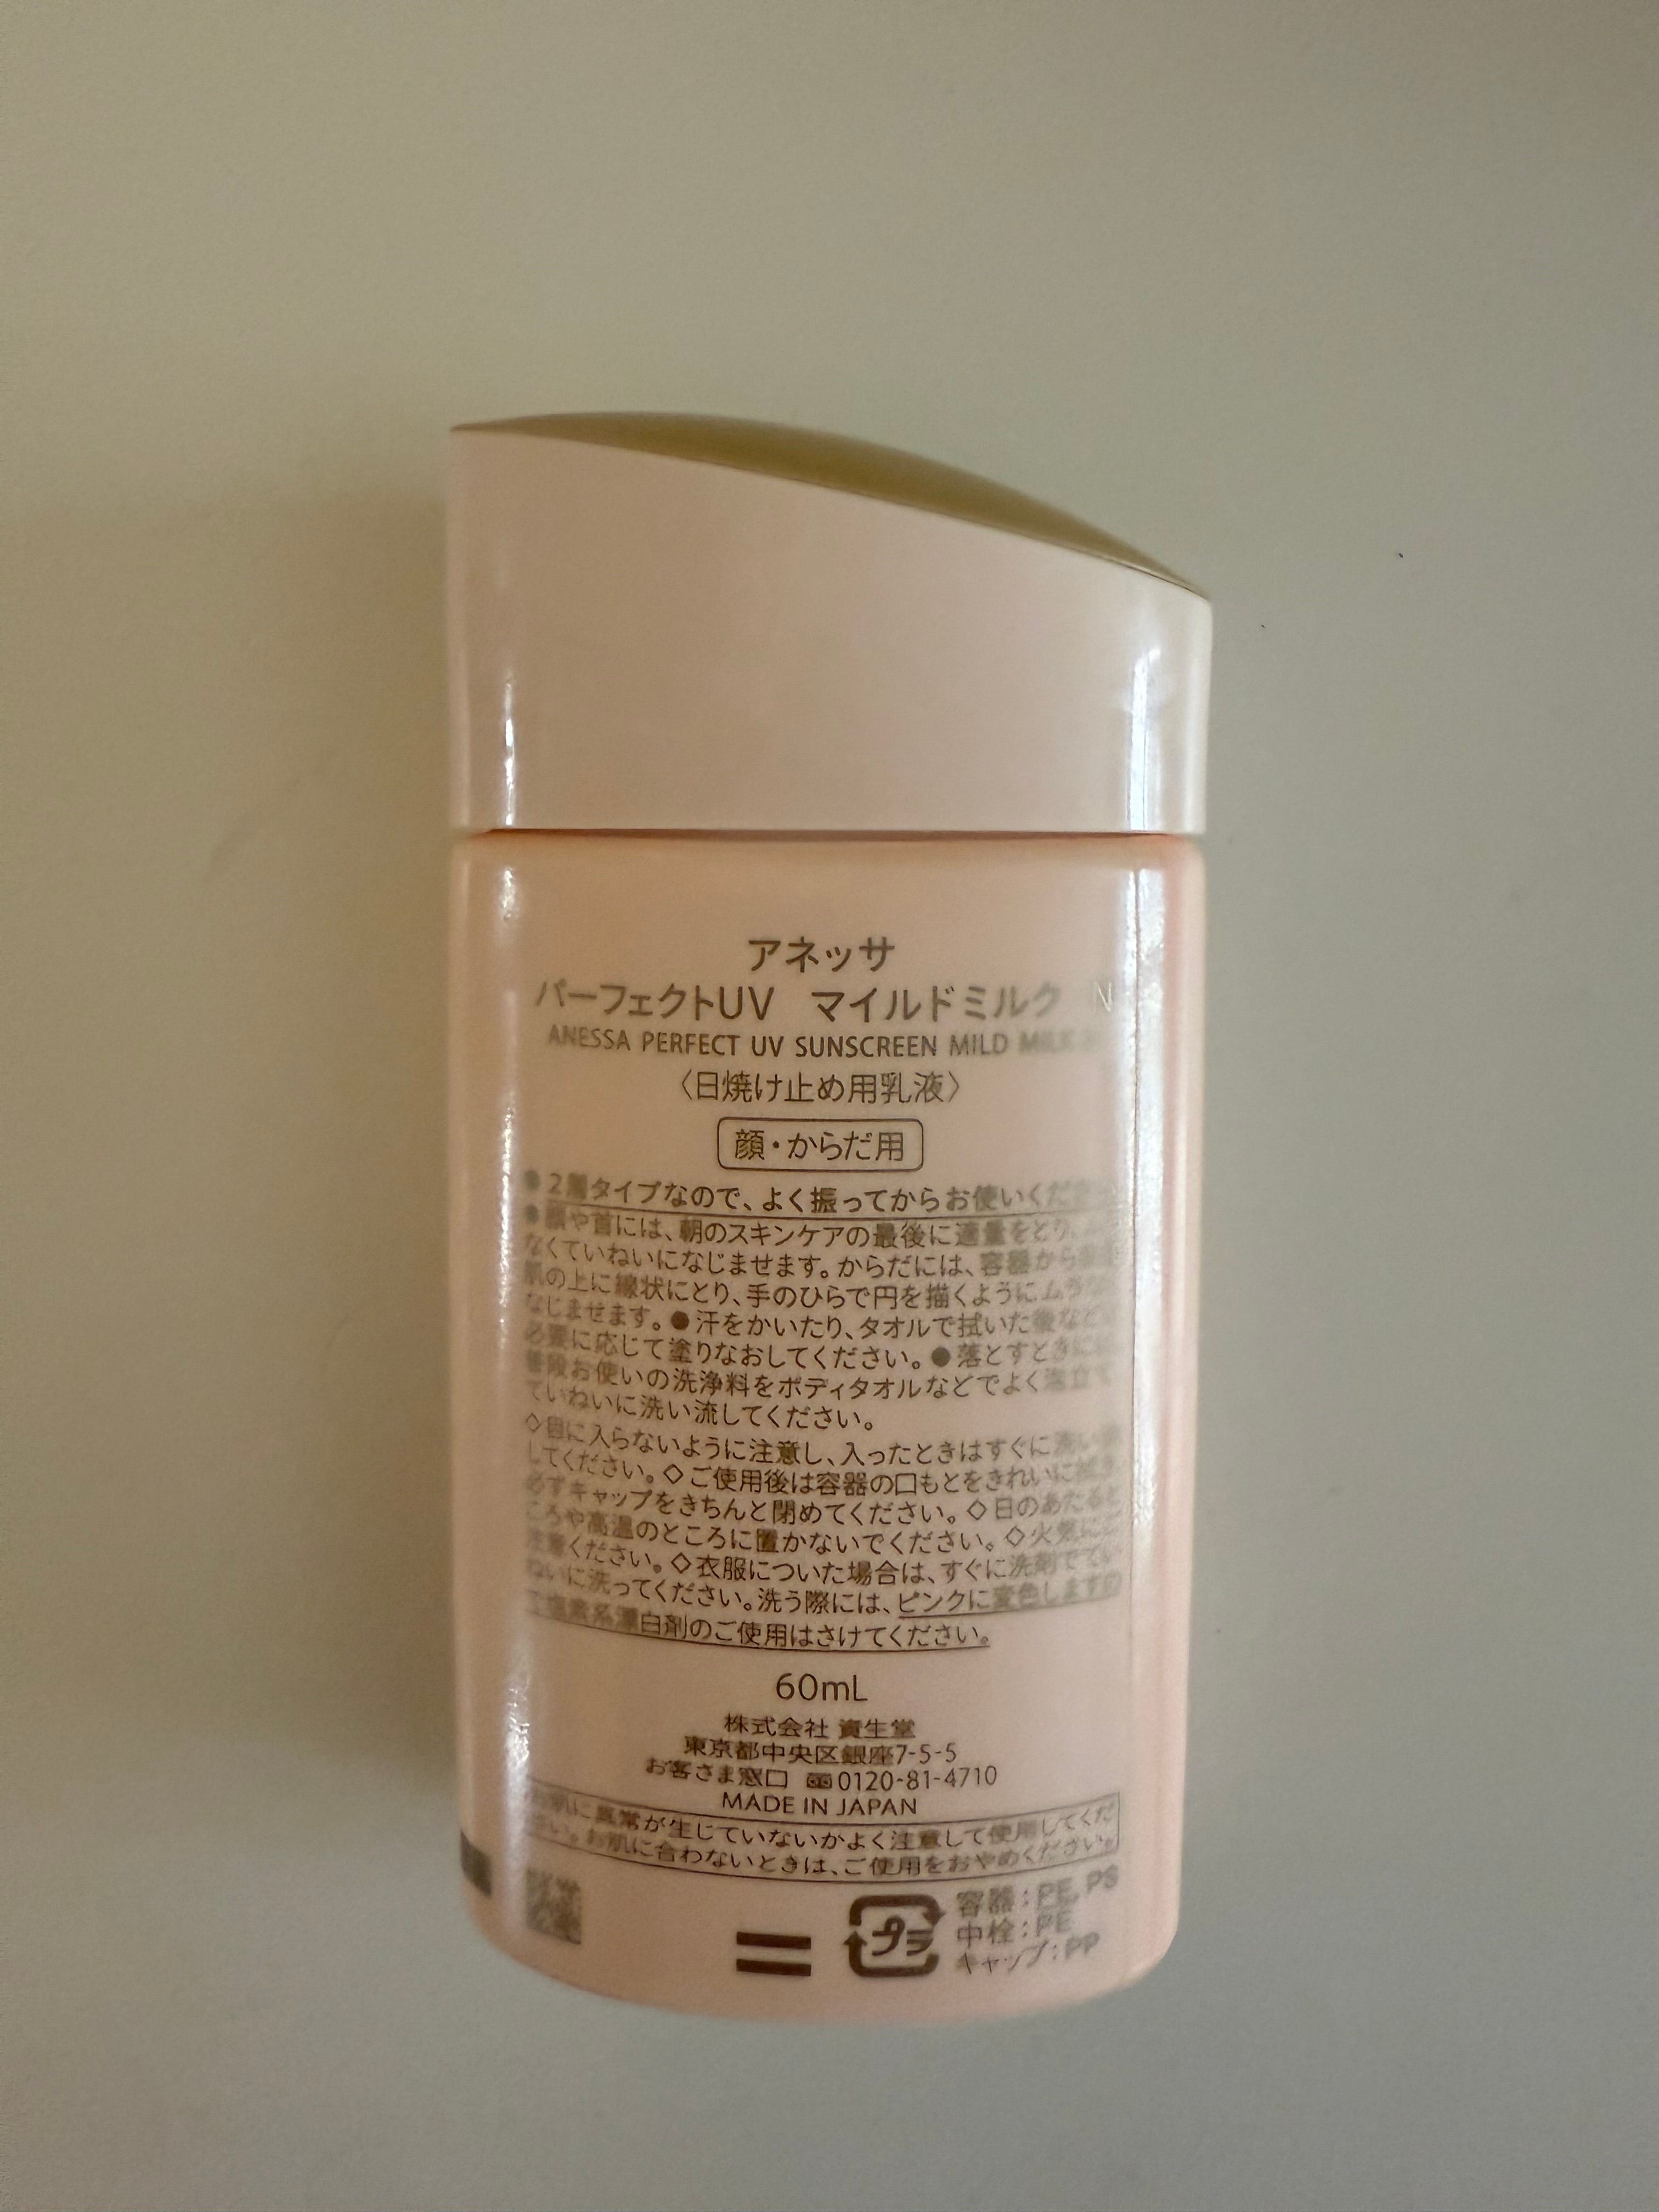 アネッサ
パーフェクトUV マイルドミルク N
ANESSA PERFECT UV SUNSCREEN MILD MILK
〈日焼け止め用乳液〉
顔・からだ用
●2層タイプなので、よく振ってからお使いくだ
●顔や首には、朝のスキンケアの最後に適量をとり、
なくていねいになじませます。からだには、容器から
肌の上に線状にとり、手のひらで円を描くようにムラ
なじませます。●汗をかいたり、タオルで拭いた後など
必要に応じて塗りなおしてください。●落とすときに
普段お使いの洗浄料をボディタオルなどでよく泡立て
ていねいに洗い流してください。
◇目に入らないように注意し、入ったときはすぐに洗い
してください。◇ご使用後は容器の口もとをきれいに拭き
必ずキャップをきちんと閉めてください。◇日のあたると
ころや高温のところに置かないでください。◇火気に
注意ください。◇衣服についた場合は、すぐに洗剤でてい
ねいに洗ってください。洗う際には、ピンクに変色しますの
で塩素系漂白剤のご使用はさけてください。
60mL
株式会社 資生堂
東京都中央区銀座7-5-5
お客さま窓口 0120-81-4710
MADE IN JAPAN
お肌に異常が生じていないかよく注意して使用してくだ
さい。お肌に合わないときは、ご使用をおやめください。
プラ
容器:PE, PS
中栓:PE
キャップ:PP